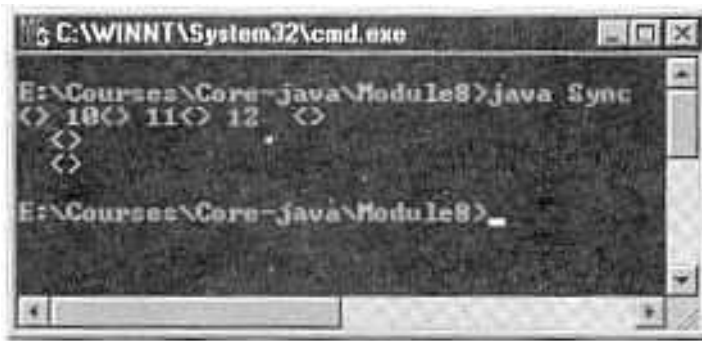 C:\WINNT\System32\cmd.exe
E:\Courses\Core-java\Module8>java Sync
<> 10<> 11<> 12   <>
<>
<>
E:\Courses\Core-java\Module8>